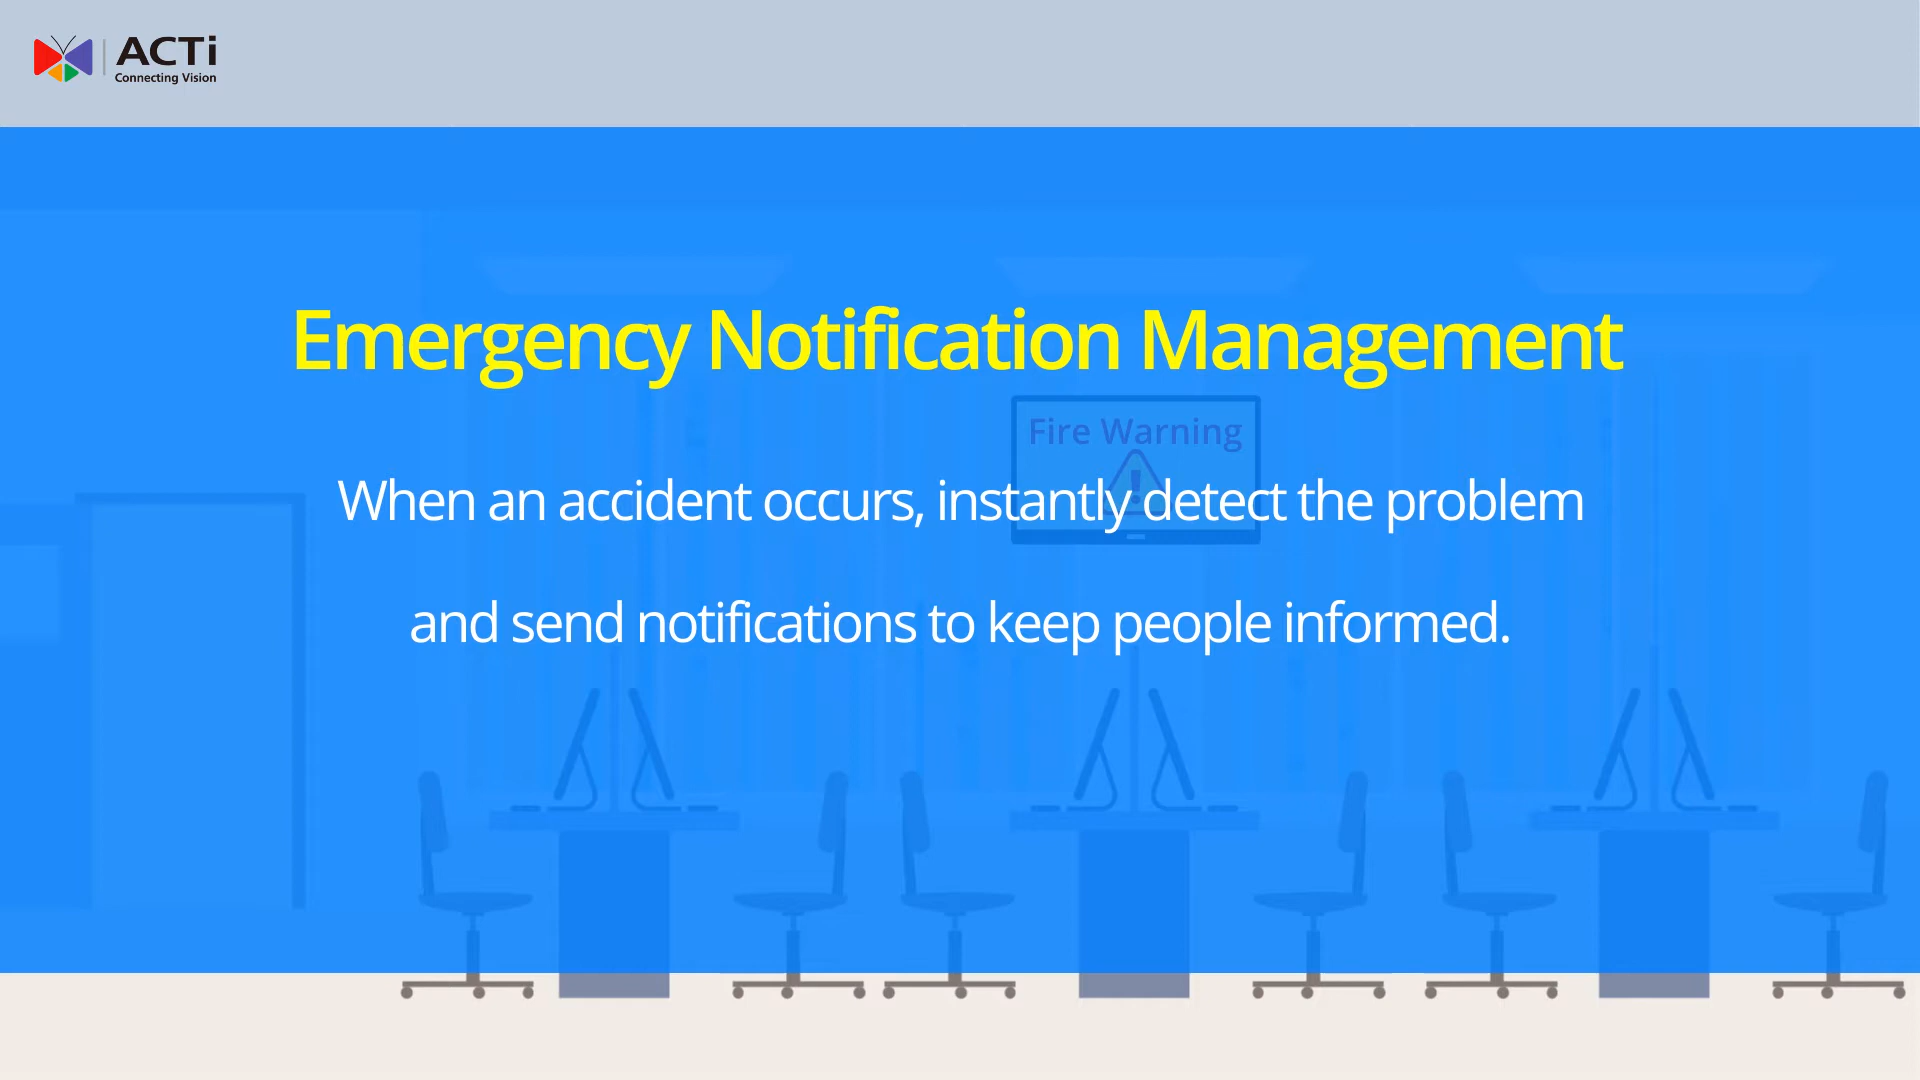 ACTi
Connecting Vision
Emergency Notification Management
Fire Warning
When an accident occurs, instantly detect the problem
and send notifications to keep people informed.